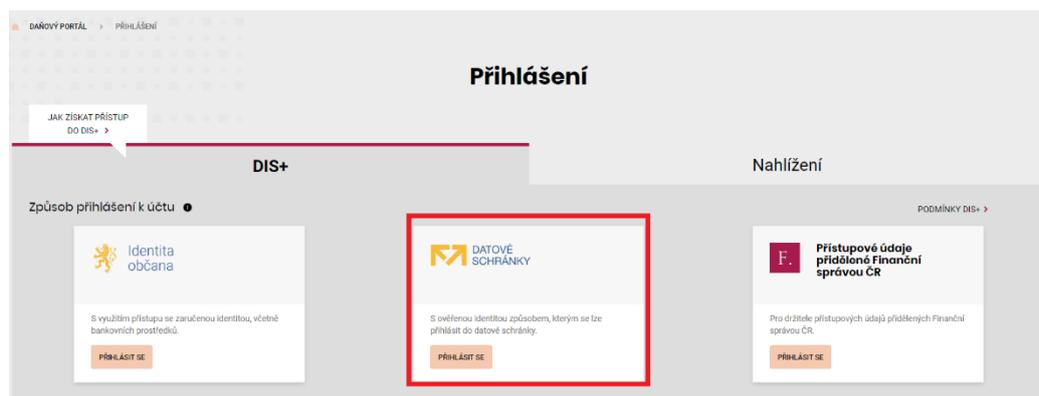 DAŇOVÝ PORTÁL > PŘIHLÁŠENÍ
Přihlášení
JAK ZÍSKAT PŘÍSTUP
DO DIS+ >
DIS+
Nahlížení
Způsob přihlášení k účtu
PODMÍNKY DIS+ >
Identita
občana
S využitím přístupu se zaručenou identitou, včetně
bankovních prostředků.
PŘIHLÁSIT SE
DATOVÉ
SCHRÁNKY
S ověřenou identitou způsobem, kterým se lze
přihlásit do datové schránky.
PŘIHLÁSIT SE
F.
Přístupové údaje
přidělené Finanční
správou ČR
Pro držitele přístupových údajů přidělených Finanční
správou ČR.
PŘIHLÁSIT SE